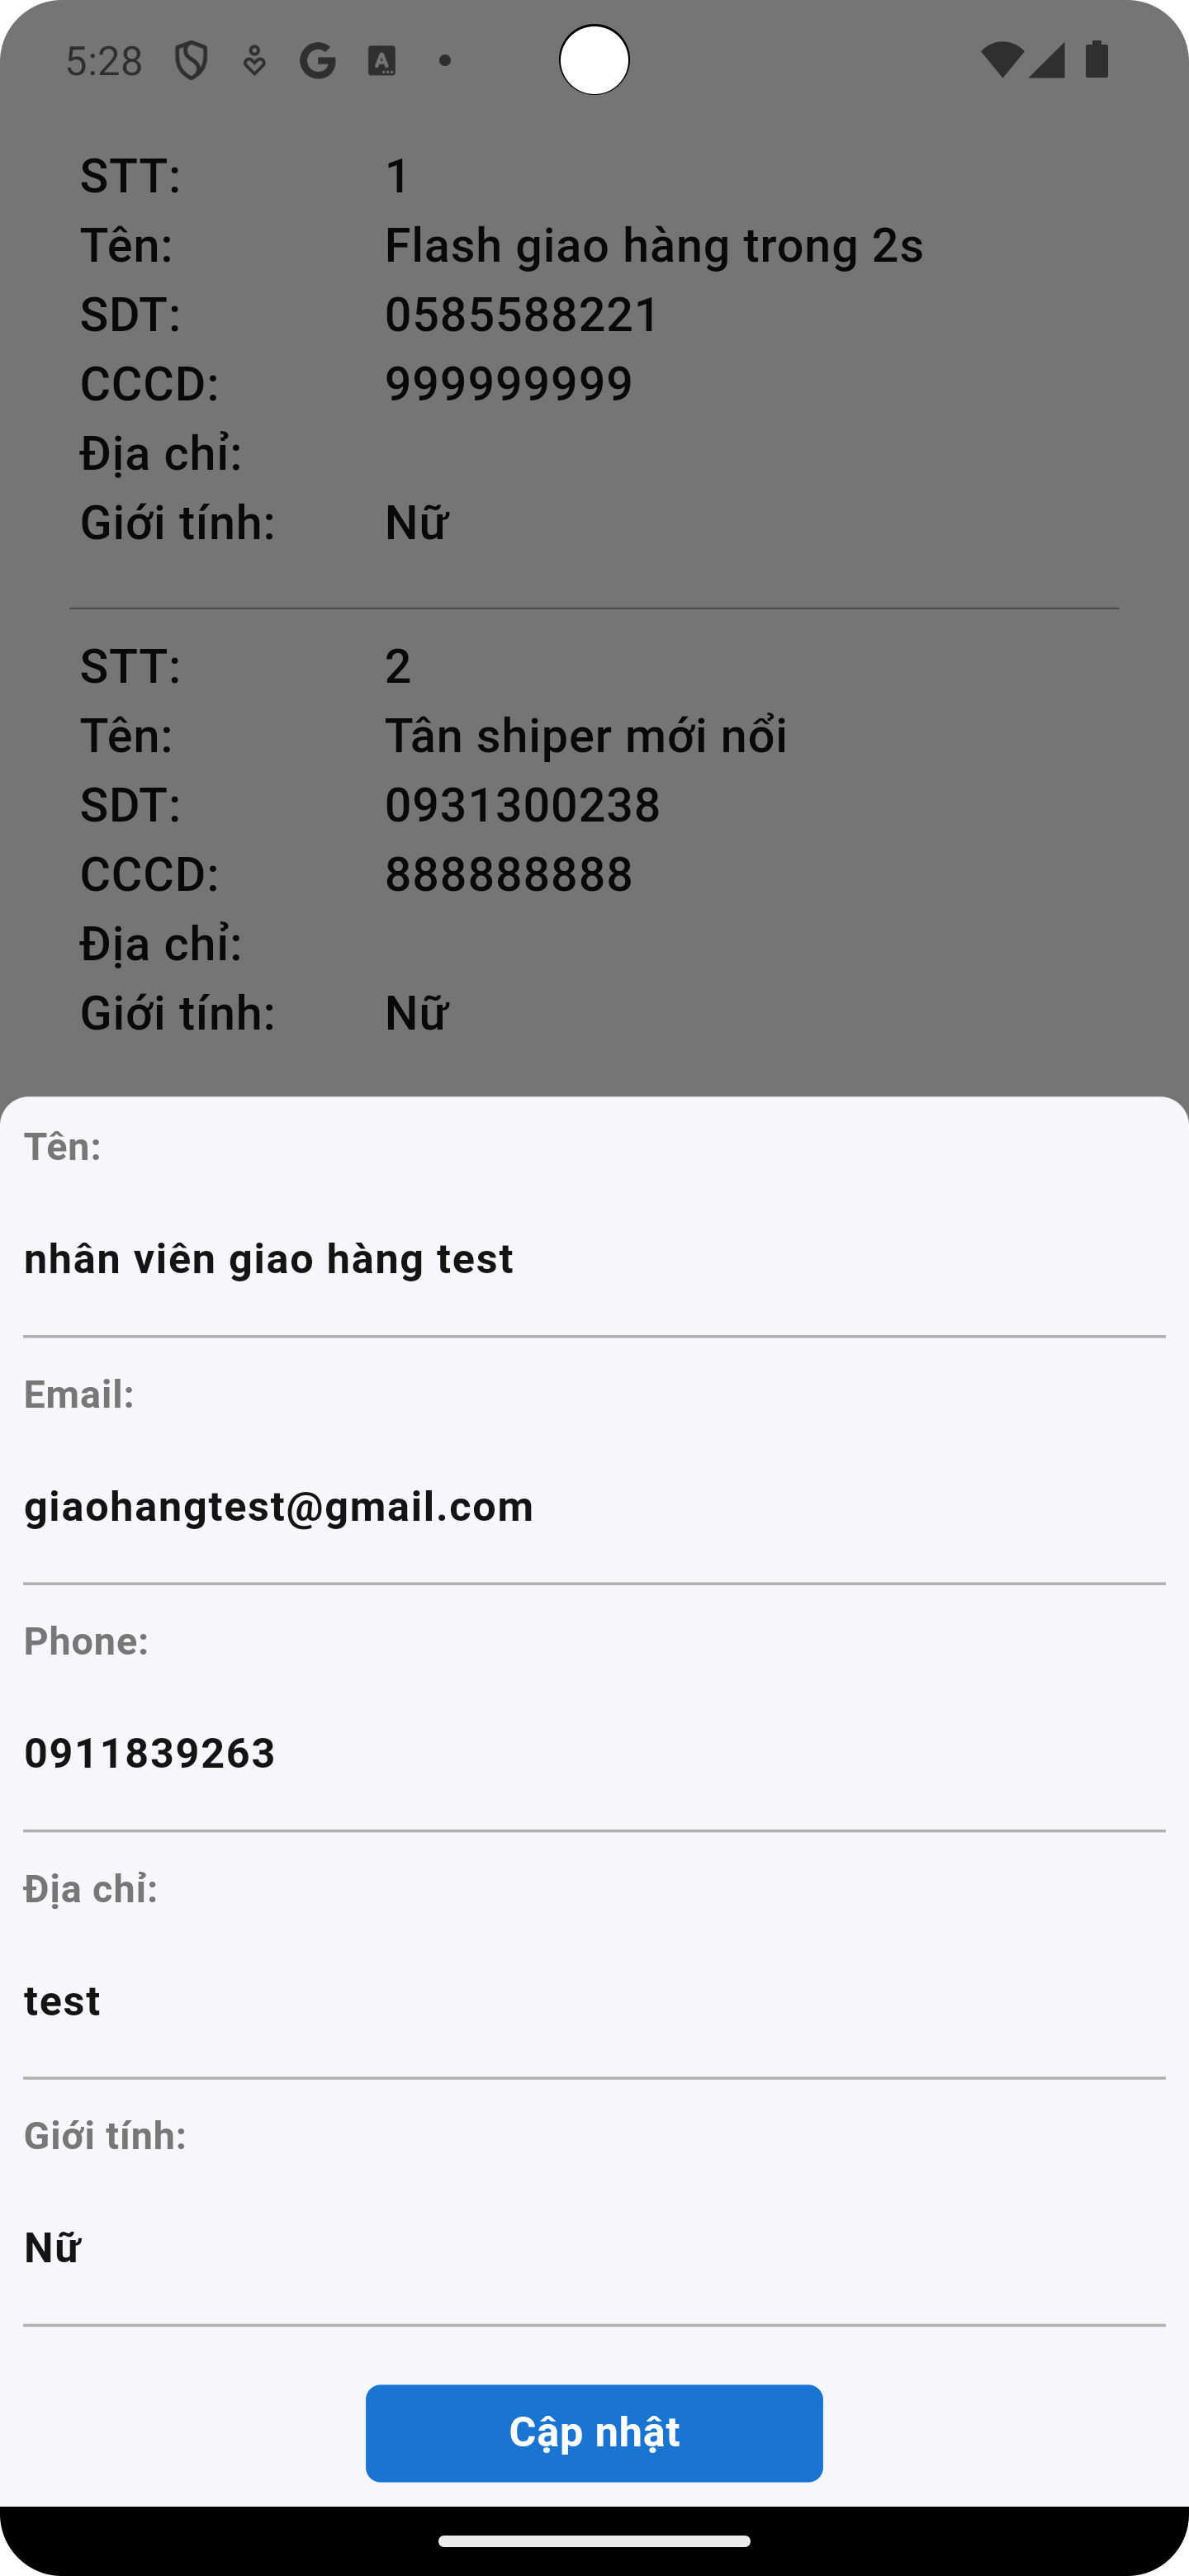 5:28
STT: 1
Tên: Flash giao hàng trong 2s
SDT: 0585588221
CCCD: 999999999
Địa chỉ:
Giới tính: Nữ
STT: 2
Tên: Tân shiper mới nổi
SDT: 0931300238
CCCD: 888888888
Địa chỉ:
Giới tính: Nữ
Tên:
nhân viên giao hàng test
Email:
giaohangtest@gmail.com
Phone:
0911839263
Địa chỉ:
test
Giới tính:
Nữ
Cập nhật